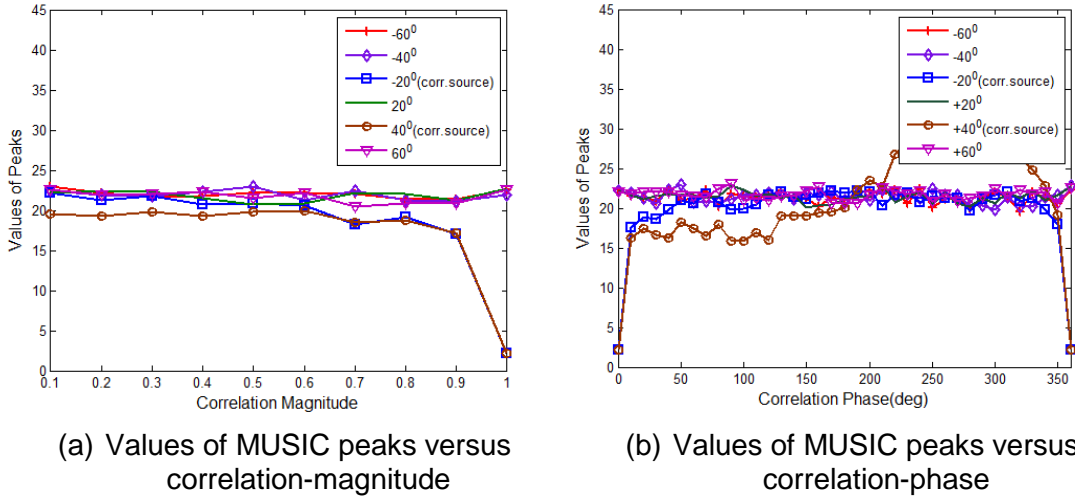 45
40
35
30
25
20
15
10
5
0
Values of Peaks
0.1 0.2 0.3 0.4 0.5 0.6 0.7 0.8 0.9 1
Correlation Magnitude
-60⁰
-40⁰
-20⁰(corr.source)
20⁰
40⁰(corr.source)
60⁰
(a) Values of MUSIC peaks versus
correlation-magnitude
45
40
35
30
25
20
15
10
5
0
Values of Peaks
0 50 100 150 200 250 300 350
Correlation Phase(deg)
-60⁰
-40⁰
-20⁰(corr.source)
+20⁰
+40⁰(corr.source)
+60⁰
(b) Values of MUSIC peaks versus
correlation-phase